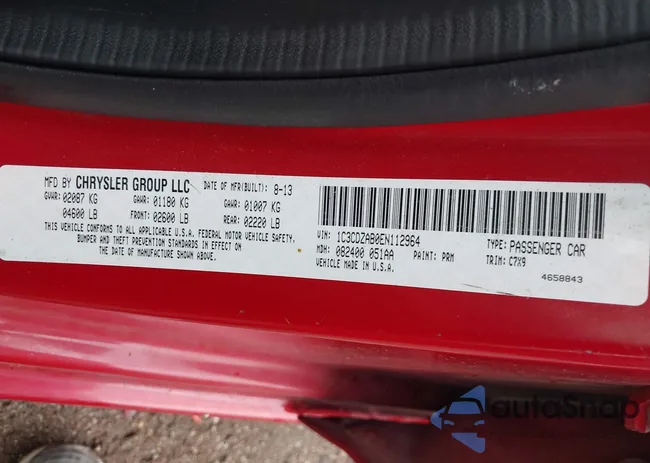 MFD BY CHRYSLER GROUP LLC DATE OF MFR(BUILT): 8-13
GVWR: 02087 KG GAWR: 01180 KG GAWR: 01007 KG
04600 LB FRONT: 02600 LB REAR: 02220 LB
THIS VEHICLE CONFORMS TO ALL APPLICABLE U.S.A. FEDERAL MOTOR VEHICLE SAFETY,
BUMPER AND THEFT PREVENTION STANDARDS IN EFFECT ON
THE DATE OF MANUFACTURE SHOWN ABOVE.
VIN: 1C3CDZAB0EN112964 TYPE: PASSENGER CAR
MDH: 082400 051AA PAINT: PRM TRIM: C7X9
VEHICLE MADE IN U.S.A. 4658843
autoSnap